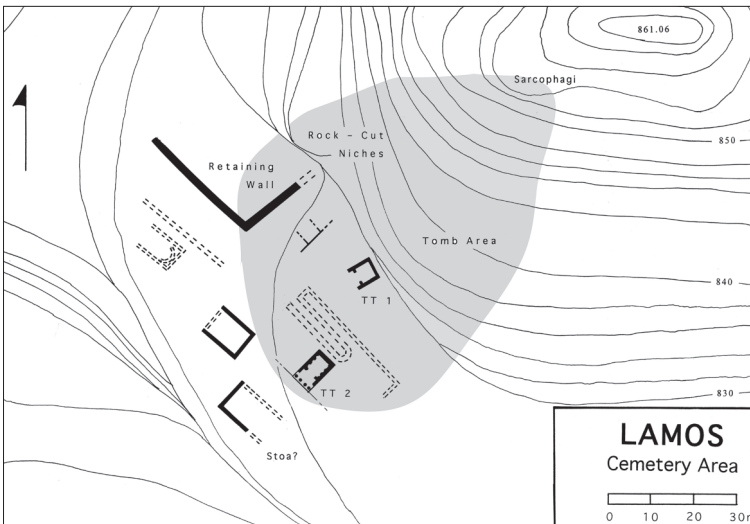 861.06
Sarcophagi
850
Rock – Cut
Niches
Retaining
Wall
Tomb Area
840
TT 1
830
TT 2
Stoa?
LAMOS
Cemetery Area
0 10 20 30m